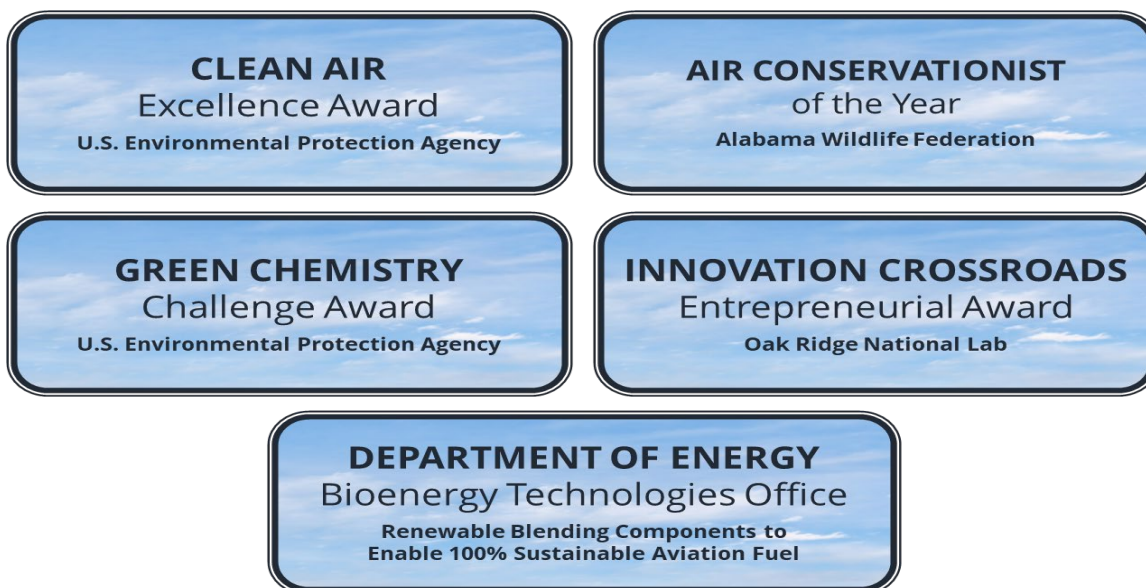 CLEAN AIR
Excellence Award
U.S. Environmental Protection Agency
AIR CONSERVATIONIST
of the Year
Alabama Wildlife Federation
GREEN CHEMISTRY
Challenge Award
U.S. Environmental Protection Agency
INNOVATION CROSSROADS
Entrepreneurial Award
Oak Ridge National Lab
DEPARTMENT OF ENERGY
Bioenergy Technologies Office
Renewable Blending Components to
Enable 100% Sustainable Aviation Fuel